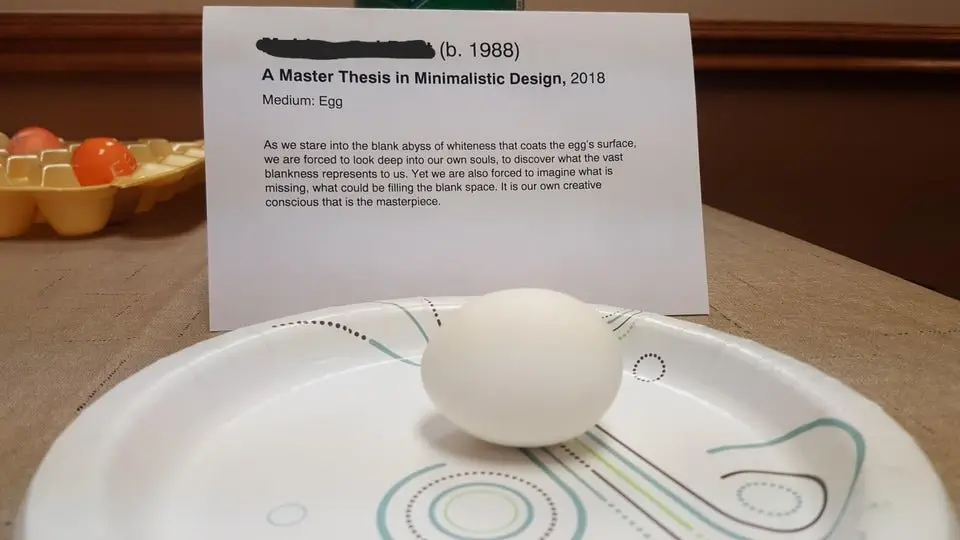 (b. 1988)
A Master Thesis in Minimalistic Design, 2018
Medium: Egg
As we stare into the blank abyss of whiteness that coats the egg's surface,
we are forced to look deep into our own souls, to discover what the vast
blankness represents to us. Yet we are also forced to imagine what is
missing, what could be filling the blank space. It is our own creative
conscious that is the masterpiece.